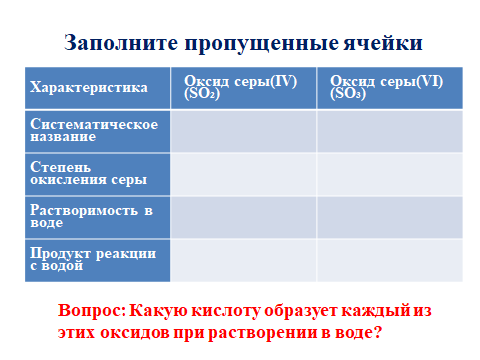 Заполните пропущенные ячейки
Характеристика
Оксид серы(IV)
(SO₂)
Оксид серы(VI)
(SO₃)
Систематическое
название
Степень
окисления серы
Растворимость в
воде
Продукт реакции
с водой
Вопрос: Какую кислоту образует каждый из
этих оксидов при растворении в воде?